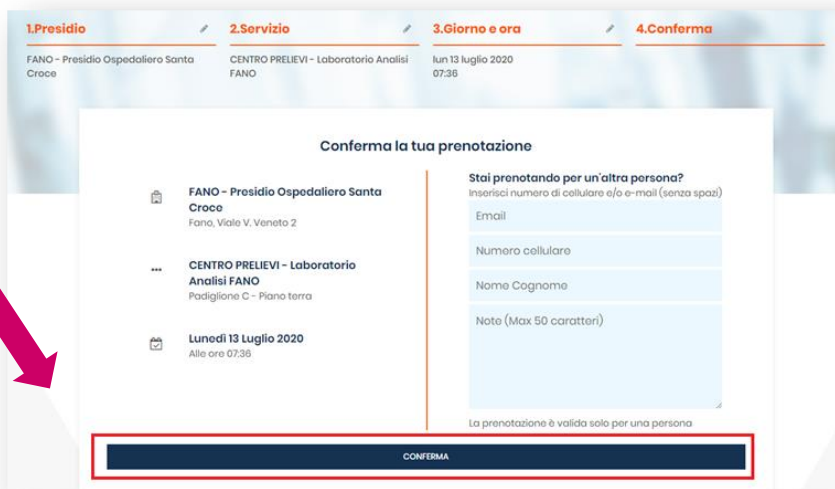 1.Presidio
2.Servizio
3.Giorno e ora
4.Conferma
FANO - Presidio Ospedaliero Santa
Croce
CENTRO PRELIEVI - Laboratorio Analisi
FANO
lun 13 luglio 2020
07:36
Conferma la tua prenotazione
FANO - Presidio Ospedaliero Santa
Croce
Fano, Viale V. Veneto 2
CENTRO PRELIEVI - Laboratorio
Analisi FANO
Padiglione C - Piano terra
Lunedì 13 Luglio 2020
Alle ore 07:36
Stai prenotando per un'altra persona?
Inserisci numero di cellulare e/o e-mail (senza spazi)
Email
Numero cellulare
Nome Cognome
Note (Max 50 caratteri)
La prenotazione è valida solo per una persona
CONFERMA